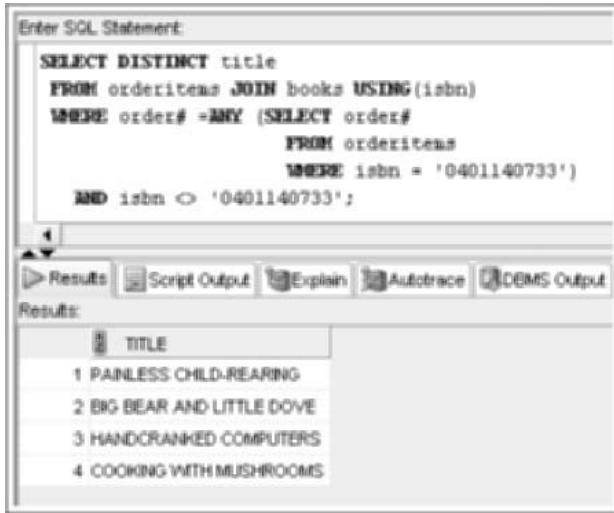 Enter SQL Statement:
SELECT DISTINCT title
FROM orderitems JOIN books USING(isbn)
WHERE order# =ANY (SELECT order#
FROM orderitems
WHERE isbn = '0401140733')
AND isbn <> '0401140733';
Results Script Output Explain Autotrace DBMS Output
Results:
TITLE
1 PAINLESS CHILD-REARING
2 BIG BEAR AND LITTLE DOVE
3 HANDCRANKED COMPUTERS
4 COOKING WITH MUSHROOMS